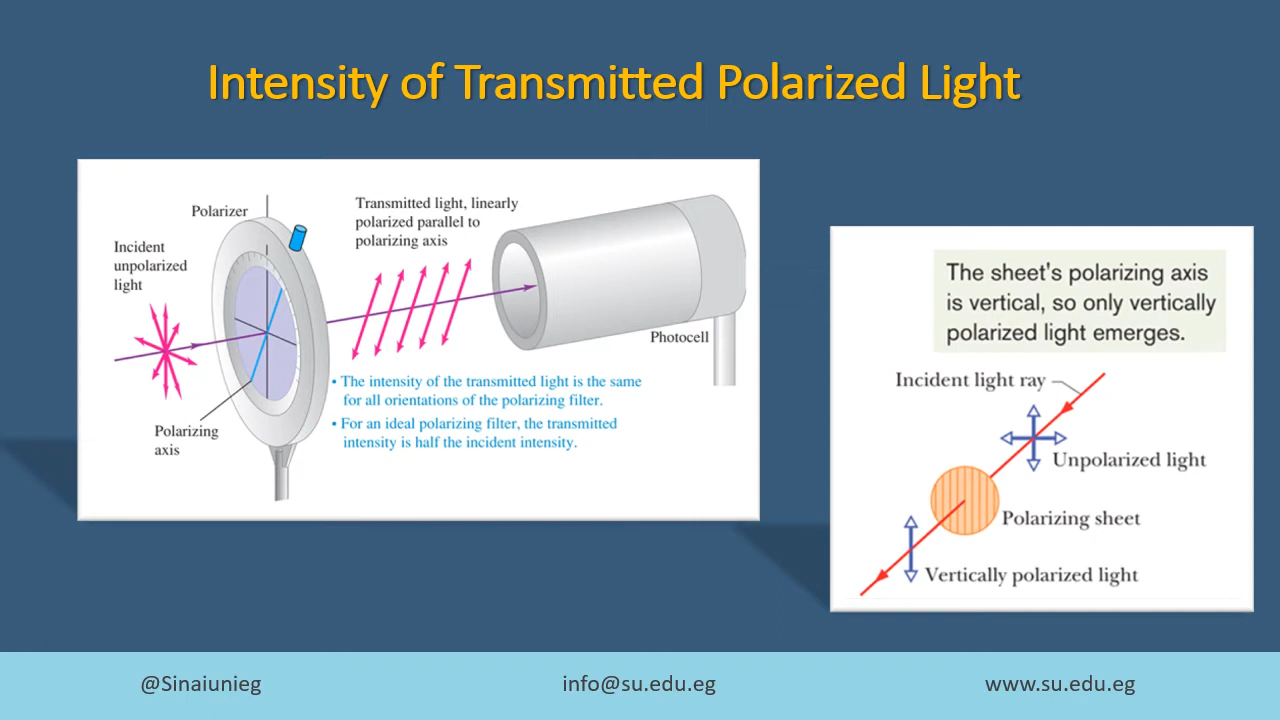 Intensity of Transmitted Polarized Light
Polarizer
Incident
unpolarized
light
Transmitted light, linearly
polarized parallel to
polarizing axis
Photocell
Polarizing
axis
• The intensity of the transmitted light is the same
for all orientations of the polarizing filter.
• For an ideal polarizing filter, the transmitted
intensity is half the incident intensity.
The sheet's polarizing axis
is vertical, so only vertically
polarized light emerges.
Incident light ray
Unpolarized light
Polarizing sheet
Vertically polarized light
@Sinaiunieg
info@su.edu.eg
www.su.edu.eg